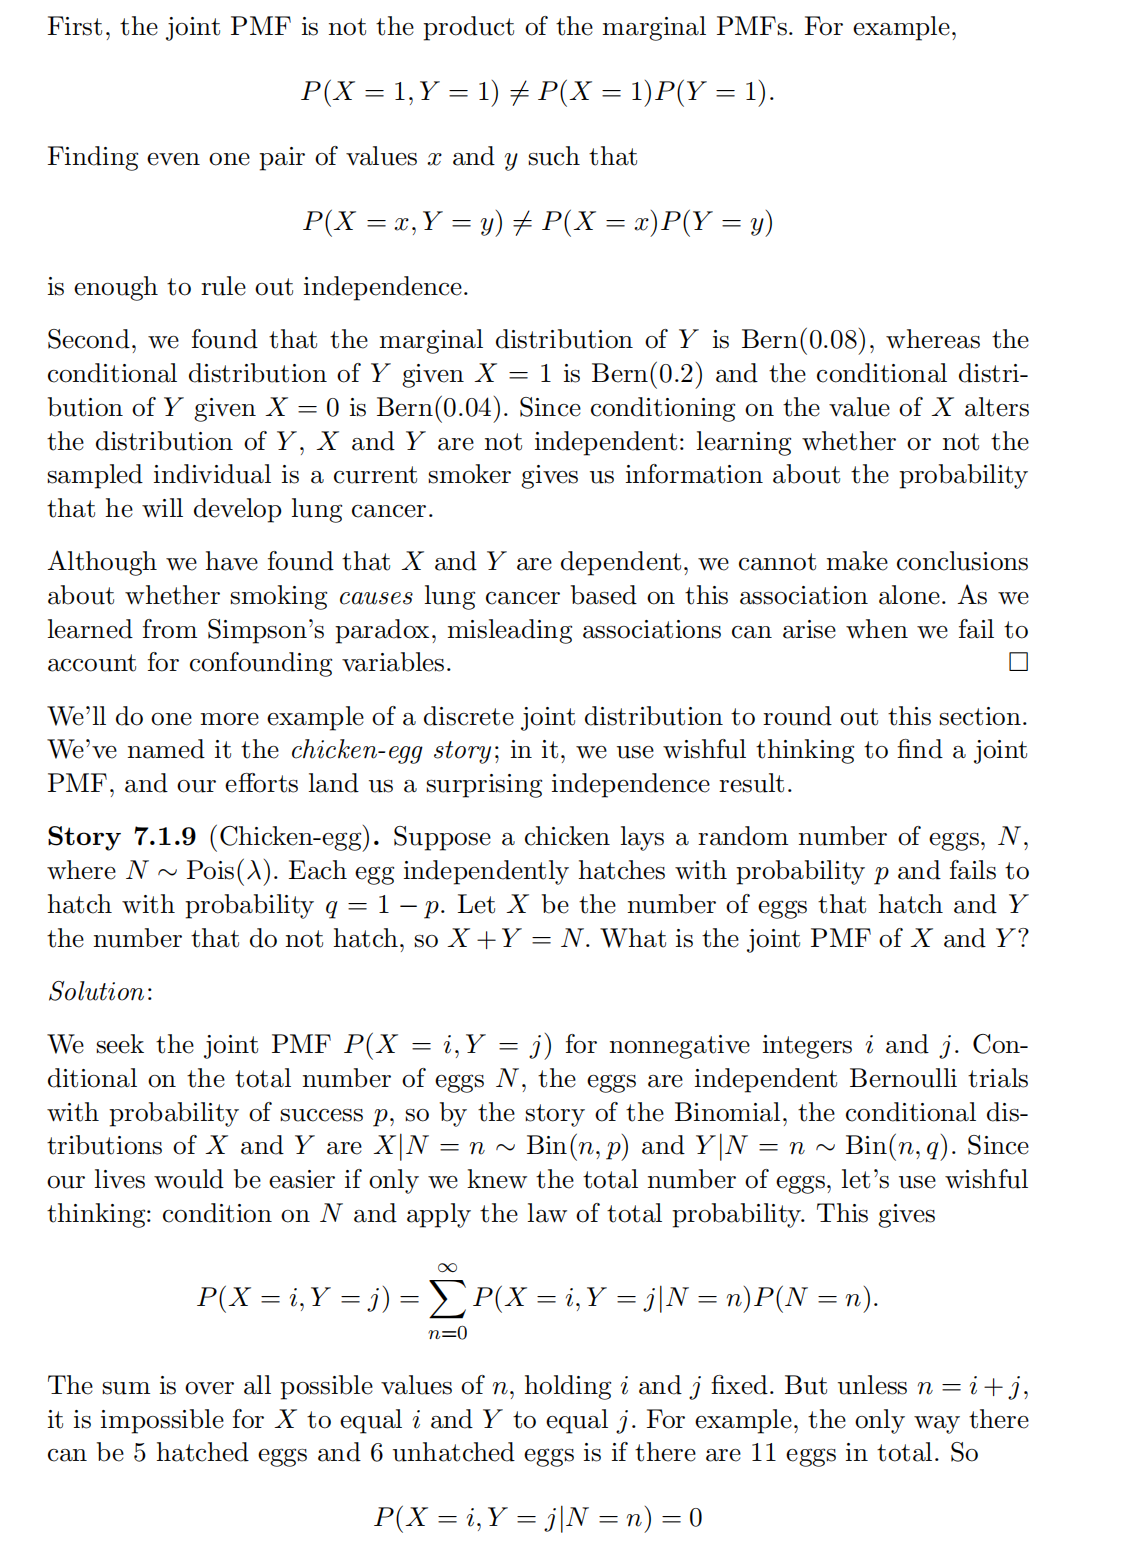 First, the joint PMF is not the product of the marginal PMFs. For example,
P(X = 1, Y = 1) ≠ P(X = 1)P(Y = 1).
Finding even one pair of values x and y such that
P(X = x, Y = y) ≠ P(X = x)P(Y = y)
is enough to rule out independence.
Second, we found that the marginal distribution of Y is Bern(0.08), whereas the
conditional distribution of Y given X = 1 is Bern(0.2) and the conditional distri-
bution of Y given X = 0 is Bern(0.04). Since conditioning on the value of X alters
the distribution of Y, X and Y are not independent: learning whether or not the
sampled individual is a current smoker gives us information about the probability
that he will develop lung cancer.
Although we have found that X and Y are dependent, we cannot make conclusions
about whether smoking causes lung cancer based on this association alone. As we
learned from Simpson's paradox, misleading associations can arise when we fail to
account for confounding variables. □
We'll do one more example of a discrete joint distribution to round out this section.
We've named it the chicken-egg story; in it, we use wishful thinking to find a joint
PMF, and our efforts land us a surprising independence result.
Story 7.1.9 (Chicken-egg). Suppose a chicken lays a random number of eggs, N,
where N ∼ Pois(λ). Each egg independently hatches with probability p and fails to
hatch with probability q = 1 − p. Let X be the number of eggs that hatch and Y
the number that do not hatch, so X + Y = N. What is the joint PMF of X and Y?
Solution:
We seek the joint PMF P(X = i, Y = j) for nonnegative integers i and j. Con-
ditional on the total number of eggs N, the eggs are independent Bernoulli trials
with probability of success p, so by the story of the Binomial, the conditional dis-
tributions of X and Y are X|N = n ∼ Bin(n, p) and Y|N = n ∼ Bin(n, q). Since
our lives would be easier if only we knew the total number of eggs, let's use wishful
thinking: condition on N and apply the law of total probability. This gives
P(X = i, Y = j) = ∑_{n=0}^{∞} P(X = i, Y = j|N = n)P(N = n).
The sum is over all possible values of n, holding i and j fixed. But unless n = i + j,
it is impossible for X to equal i and Y to equal j. For example, the only way there
can be 5 hatched eggs and 6 unhatched eggs is if there are 11 eggs in total. So
P(X = i, Y = j|N = n) = 0